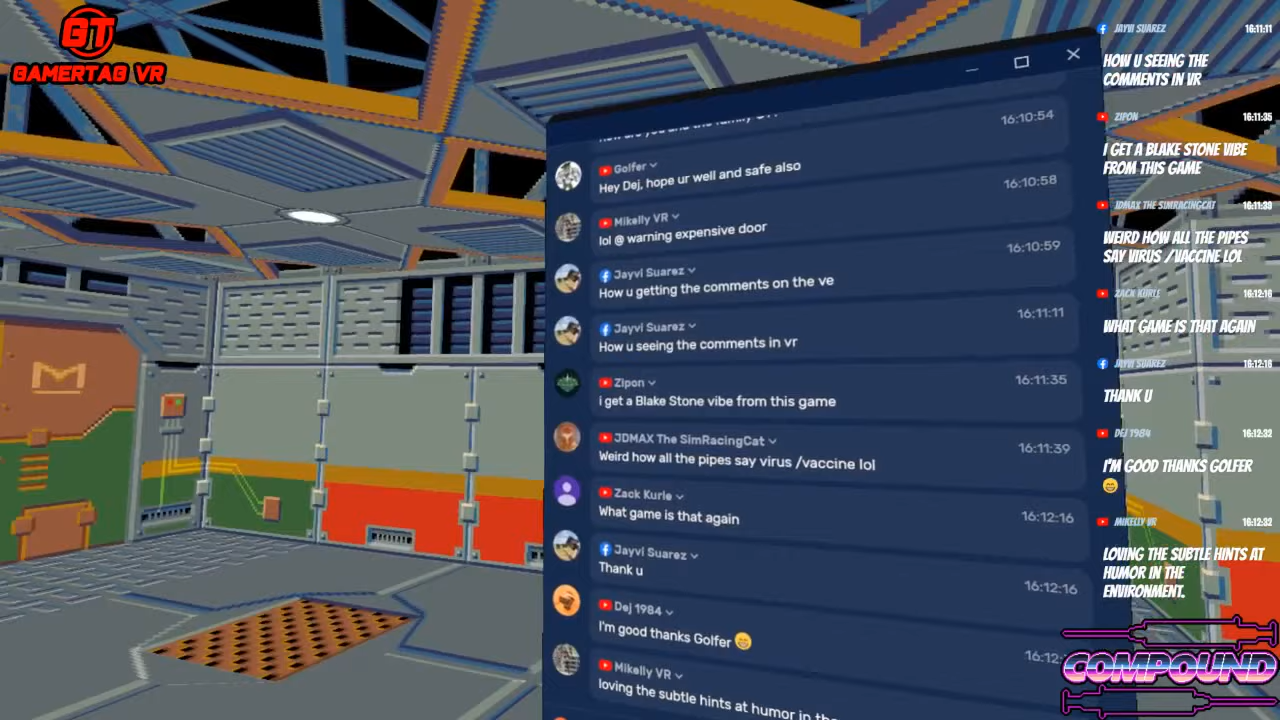 GT
GAMERTAG VR
16:10:54
Golfer
Hey Dej, hope ur well and safe also
16:10:58
Mikelly VR
lol @ warning expensive door
16:10:59
Jayvi Suarez
How u getting the comments on the ve
16:11:11
Jayvi Suarez
How u seeing the comments in vr
16:11:35
Zipon
i get a Blake Stone vibe from this game
16:11:39
JDMAX The SimRacingCat
Weird how all the pipes say virus /vaccine lol
16:12:16
Zack Kurle
What game is that again
16:12:16
Jayvi Suarez
Thank u
Dej 1984
I'm good thanks Golfer 😄
Mikelly VR
loving the subtle hints at humor in the
JAYVI SUAREZ 16:11:11
HOW U SEEING THE
COMMENTS IN VR
ZIPON 16:11:35
I GET A BLAKE STONE VIBE
FROM THIS GAME
JDMAX THE SIMRACINGCAT 16:11:39
WEIRD HOW ALL THE PIPES
SAY VIRUS /VACCINE LOL
ZACK KURLE 16:12:16
WHAT GAME IS THAT AGAIN
JAYVI SUAREZ 16:12:16
THANK U
DEJ 1984 16:12:32
I'M GOOD THANKS GOLFER
😄
MIKELLY VR 16:12:32
LOVING THE SUBTLE HINTS AT
HUMOR IN THE
ENVIRONMENT.
COMPOUND
M